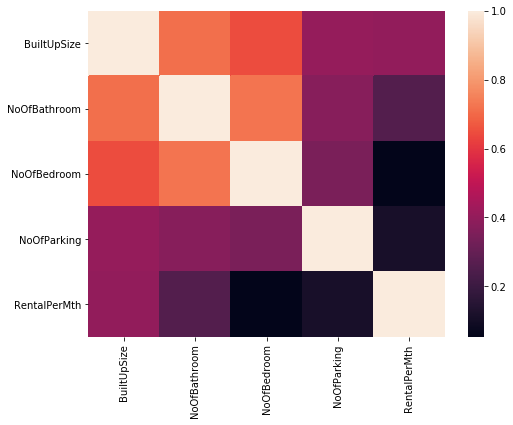 BuiltUpSize
NoOfBathroom
NoOfBedroom
NoOfParking
RentalPerMth
BuiltUpSize
NoOfBathroom
NoOfBedroom
NoOfParking
RentalPerMth
1.0
0.8
0.6
0.4
0.2